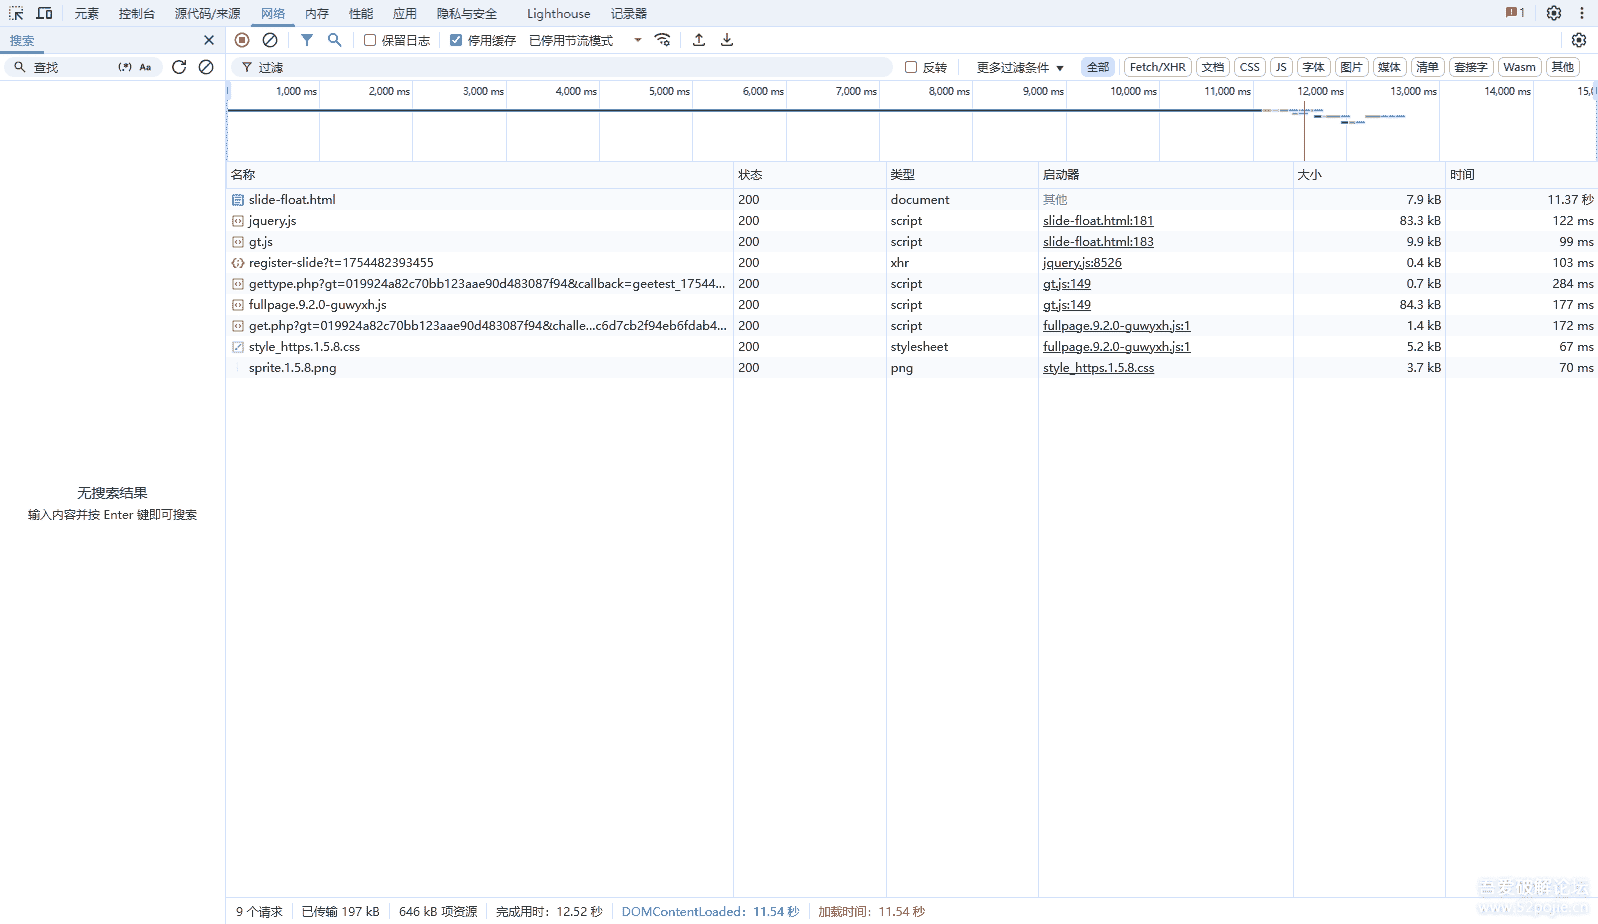 元素 控制台 源代码/来源 网络 内存 性能 应用 隐私与安全 Lighthouse 记录器 1
搜索 保留日志 停用缓存 已停用节流模式
查找 (.*) Aa 过滤 反转 更多过滤条件 全部 Fetch/XHR 文档 CSS JS 字体 图片 媒体 清单 套接字 Wasm 其他
1,000 ms 2,000 ms 3,000 ms 4,000 ms 5,000 ms 6,000 ms 7,000 ms 8,000 ms 9,000 ms 10,000 ms 11,000 ms 12,000 ms 13,000 ms 14,000 ms 15,0
名称 状态 类型 启动器 大小 时间
slide-float.html 200 document 其他 7.9 kB 11.37 秒
jquery.js 200 script slide-float.html:181 83.3 kB 122 ms
gt.js 200 script slide-float.html:183 9.9 kB 99 ms
register-slide?t=1754482393455 200 xhr jquery.js:8526 0.4 kB 103 ms
gettype.php?gt=019924a82c70bb123aae90d483087f94&callback=geetest_17544... 200 script gt.js:149 0.7 kB 284 ms
fullpage.9.2.0-guwyxh.js 200 script gt.js:149 84.3 kB 177 ms
get.php?gt=019924a82c70bb123aae90d483087f94&challe...c6d7cb2f94eb6fdab4... 200 script fullpage.9.2.0-guwyxh.js:1 1.4 kB 172 ms
style_https.1.5.8.css 200 stylesheet fullpage.9.2.0-guwyxh.js:1 5.2 kB 67 ms
sprite.1.5.8.png 200 png style_https.1.5.8.css 3.7 kB 70 ms
无搜索结果
输入内容并按 Enter 键即可搜索
吾爱破解论坛
www.52pojie.cn
9 个请求 已传输 197 kB 646 kB 项资源 完成用时：12.52 秒 DOMContentLoaded：11.54 秒 加载时间：11.54 秒